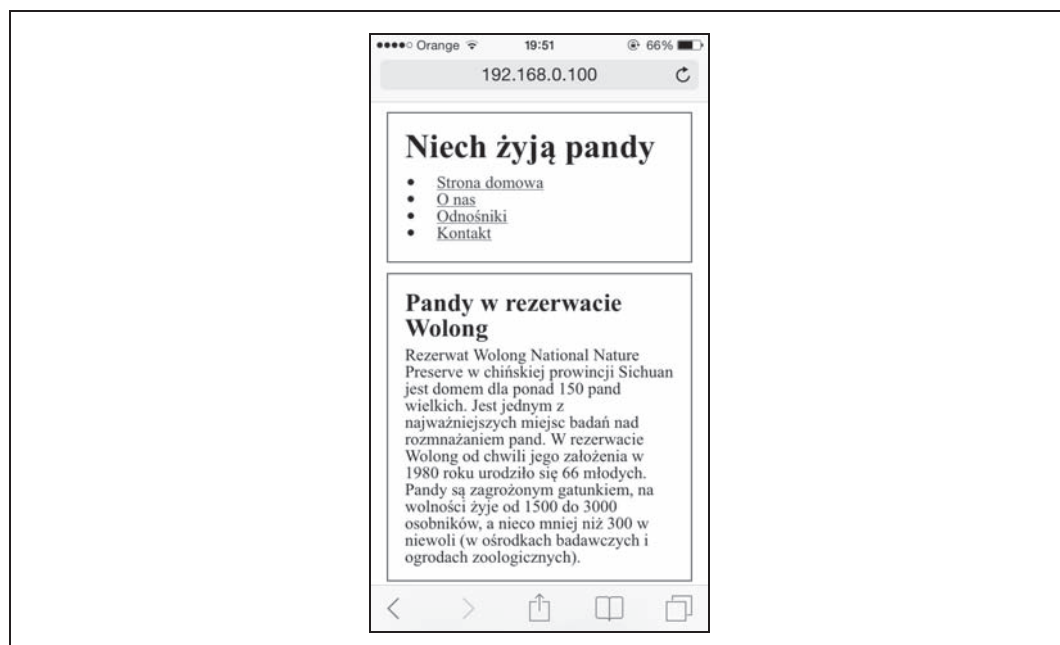 Orange 19:51 66%
192.168.0.100
Niech żyją pandy
• Strona domowa
• O nas
• Odnośniki
• Kontakt
Pandy w rezerwacie
Wolong
Rezerwat Wolong National Nature
Preserve w chińskiej prowincji Sichuan
jest domem dla ponad 150 pand
wielkich. Jest jednym z
najważniejszych miejsc badań nad
rozmnażaniem pand. W rezerwacie
Wolong od chwili jego założenia w
1980 roku urodziło się 66 młodych.
Pandy są zagrożonym gatunkiem, na
wolności żyje od 1500 do 3000
osobników, a nieco mniej niż 300 w
niewoli (w ośrodkach badawczych i
ogrodach zoologicznych).